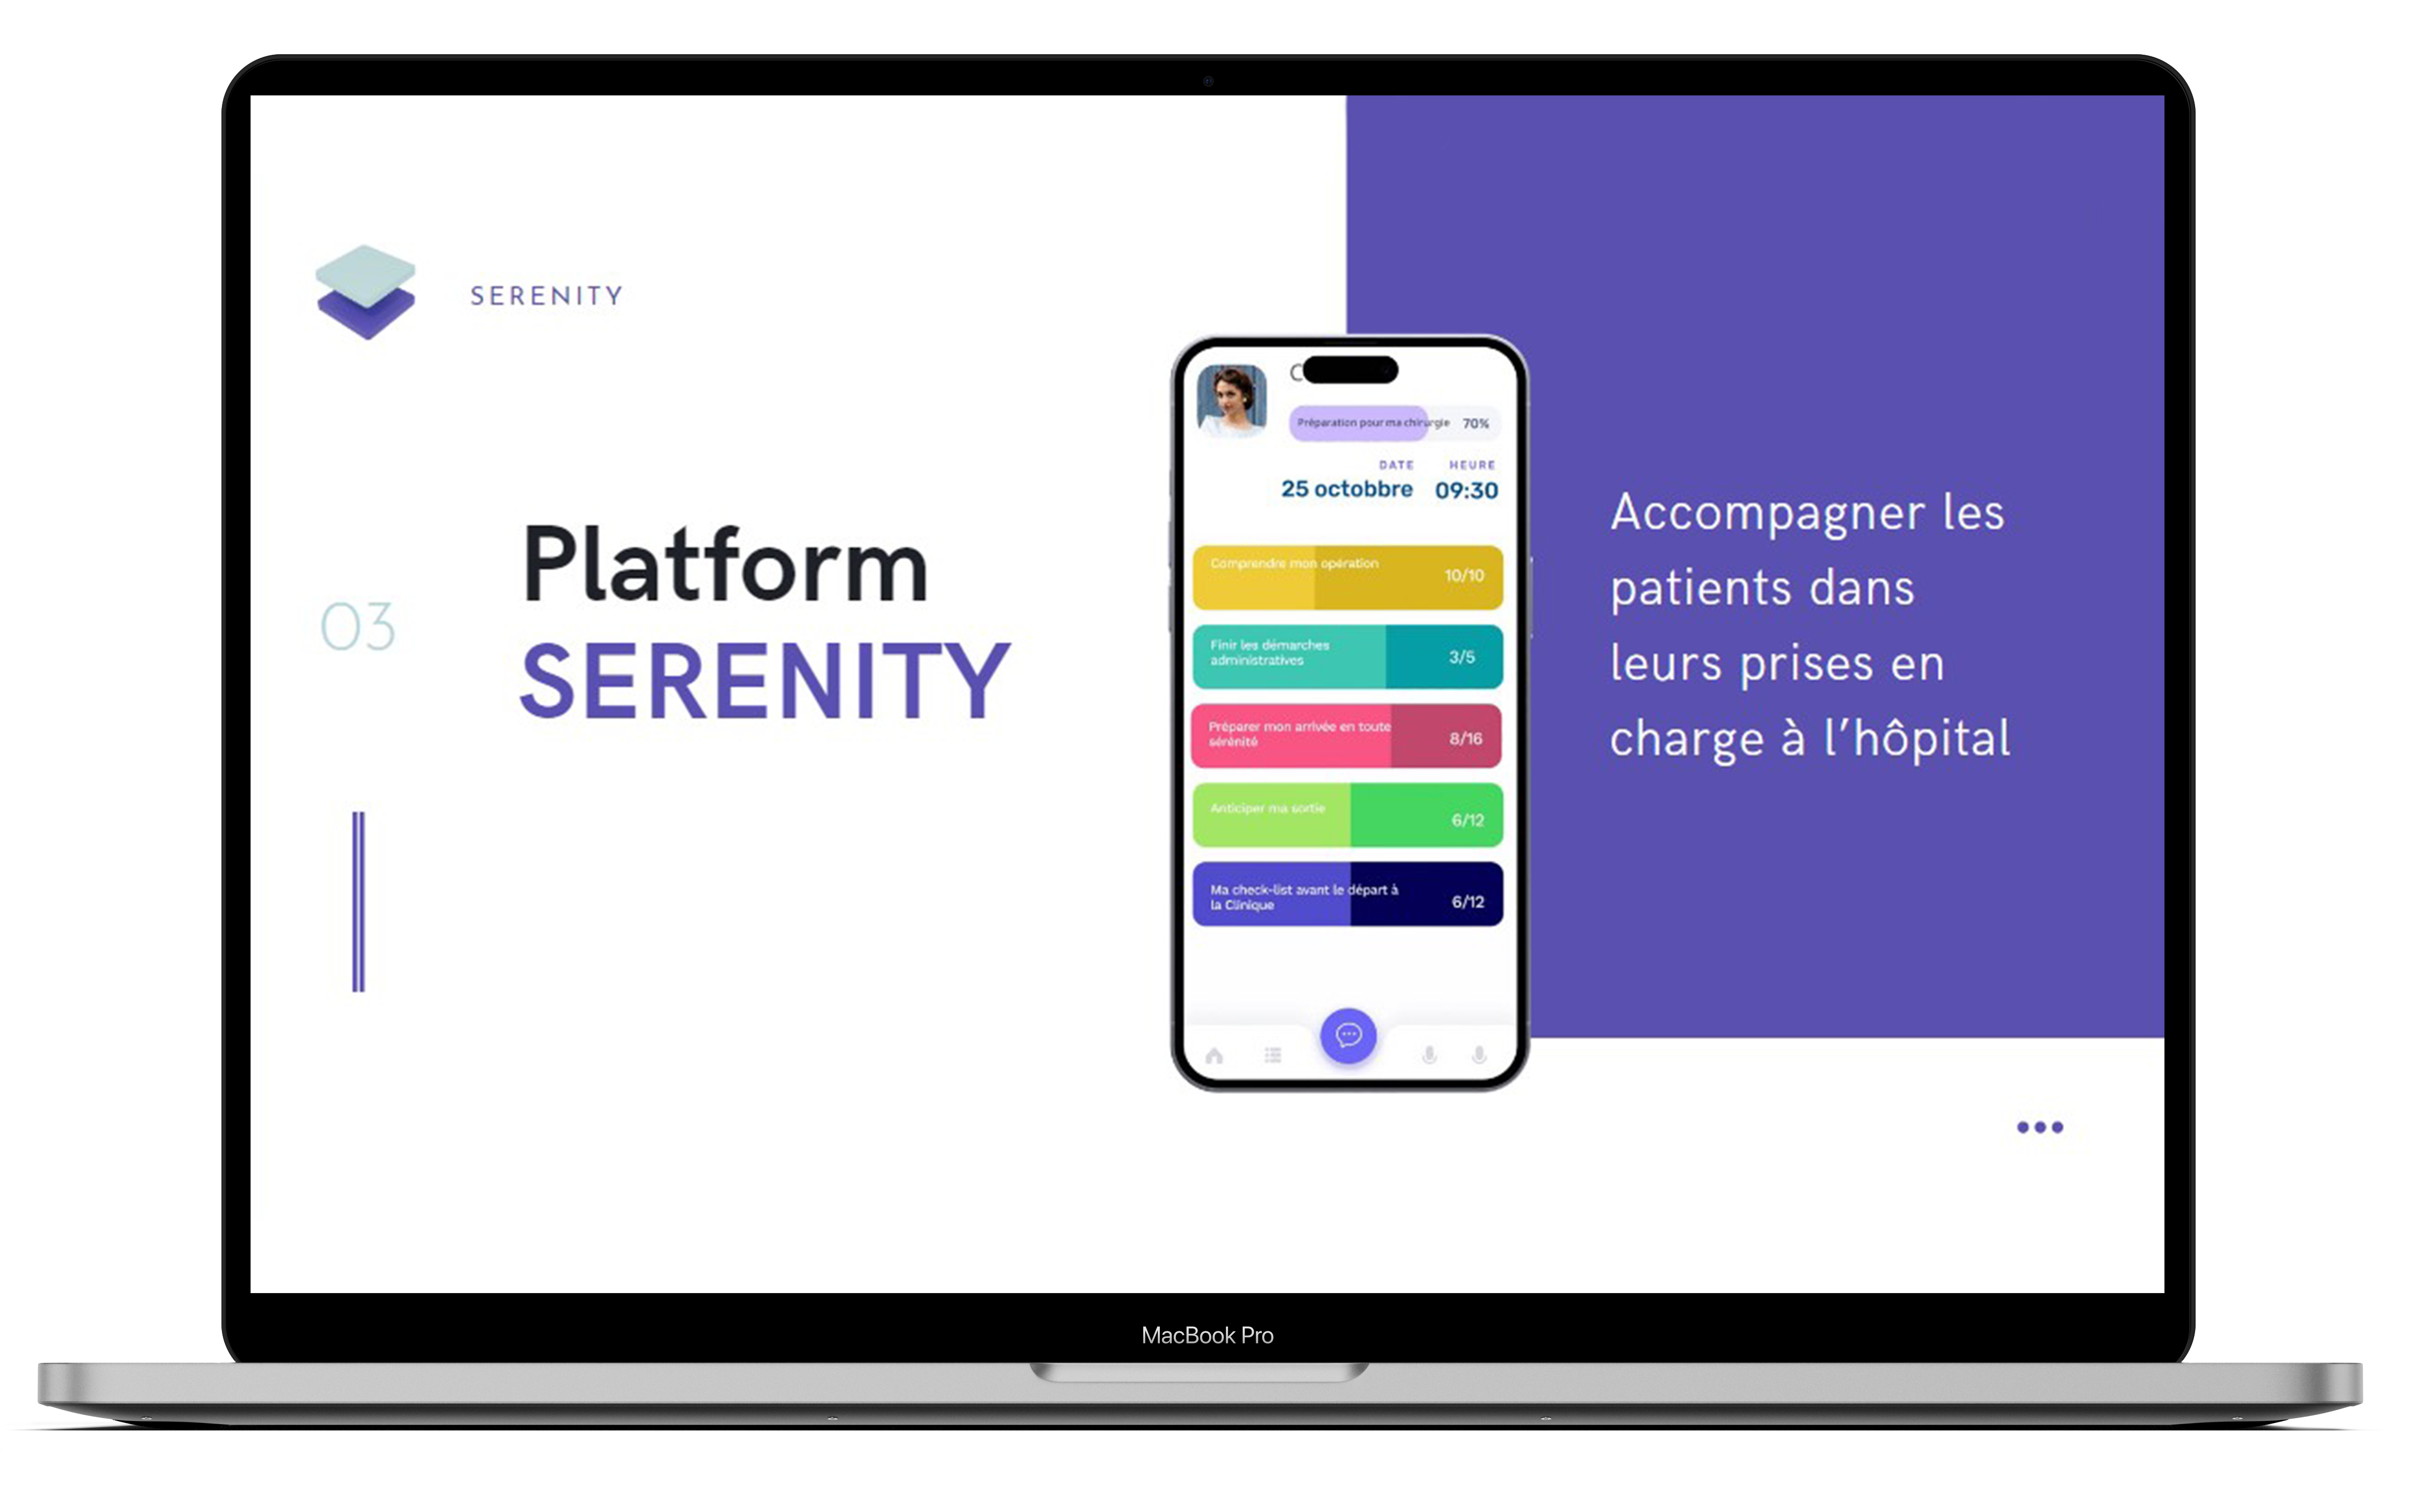 SERENITY
03
Platform
SERENITY
C
Préparation pour ma chirurgie 70%
DATE HEURE
25 octobbre 09:30
Comprendre mon opération
10/10
Finir les démarches
administratives
3/5
Préparer mon arrivée en toute
sérénité
8/16
Anticiper ma sortie
6/12
Ma check-list avant le départ à
la Clinique
6/12
Accompagner les
patients dans
leurs prises en
charge à l’hôpital
MacBook Pro